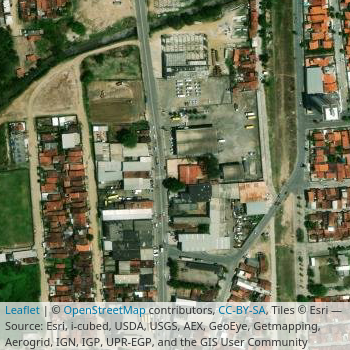 Leaflet | © OpenStreetMap contributors, CC-BY-SA, Tiles © Esri —
Source: Esri, i-cubed, USDA, USGS, AEX, GeoEye, Getmapping,
Aerogrid, IGN, IGP, UPR-EGP, and the GIS User Community